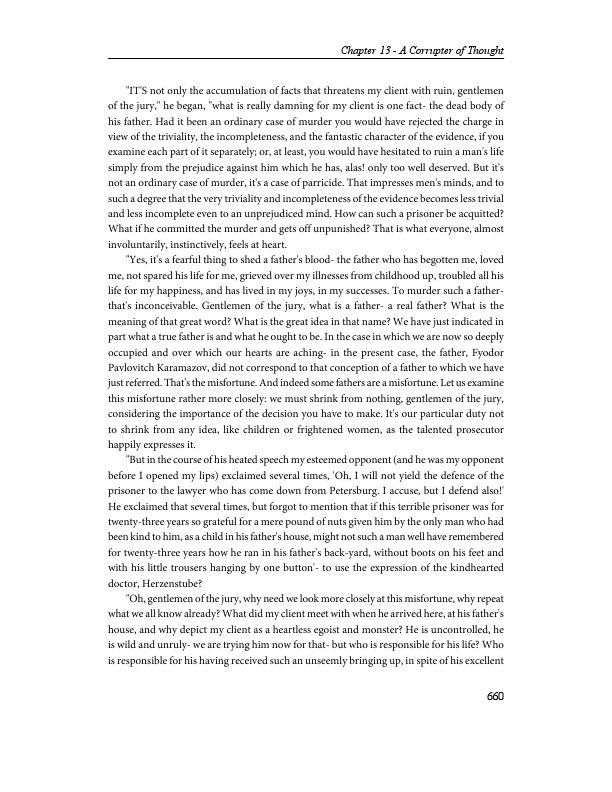 Chapter 13 - A Corrupter of Thought
"IT'S not only the accumulation of facts that threatens my client with ruin, gentlemen
of the jury," he began, "what is really damning for my client is one fact- the dead body of
his father. Had it been an ordinary case of murder you would have rejected the charge in
view of the triviality, the incompleteness, and the fantastic character of the evidence, if you
examine each part of it separately; or, at least, you would have hesitated to ruin a man's life
simply from the prejudice against him which he has, alas! only too well deserved. But it's
not an ordinary case of murder, it's a case of parricide. That impresses men's minds, and to
such a degree that the very triviality and incompleteness of the evidence becomes less trivial
and less incomplete even to an unprejudiced mind. How can such a prisoner be acquitted?
What if he committed the murder and gets off unpunished? That is what everyone, almost
involuntarily, instinctively, feels at heart.
"Yes, it's a fearful thing to shed a father's blood- the father who has begotten me, loved
me, not spared his life for me, grieved over my illnesses from childhood up, troubled all his
life for my happiness, and has lived in my joys, in my successes. To murder such a father-
that's inconceivable. Gentlemen of the jury, what is a father- a real father? What is the
meaning of that great word? What is the great idea in that name? We have just indicated in
part what a true father is and what he ought to be. In the case in which we are now so deeply
occupied and over which our hearts are aching- in the present case, the father, Fyodor
Pavlovitch Karamazov, did not correspond to that conception of a father to which we have
just referred. That's the misfortune. And indeed some fathers are a misfortune. Let us examine
this misfortune rather more closely: we must shrink from nothing, gentlemen of the jury,
considering the importance of the decision you have to make. It's our particular duty not
to shrink from any idea, like children or frightened women, as the talented prosecutor
happily expresses it.
"But in the course of his heated speech my esteemed opponent (and he was my opponent
before I opened my lips) exclaimed several times, 'Oh, I will not yield the defence of the
prisoner to the lawyer who has come down from Petersburg. I accuse, but I defend also!'
He exclaimed that several times, but forgot to mention that if this terrible prisoner was for
twenty-three years so grateful for a mere pound of nuts given him by the only man who had
been kind to him, as a child in his father's house, might not such a man well have remembered
for twenty-three years how he ran in his father's back-yard, without boots on his feet and
with his little trousers hanging by one button'- to use the expression of the kindhearted
doctor, Herzenstube?
"Oh, gentlemen of the jury, why need we look more closely at this misfortune, why repeat
what we all know already? What did my client meet with when he arrived here, at his father's
house, and why depict my client as a heartless egoist and monster? He is uncontrolled, he
is wild and unruly- we are trying him now for that- but who is responsible for his life? Who
is responsible for his having received such an unseemly bringing up, in spite of his excellent
660